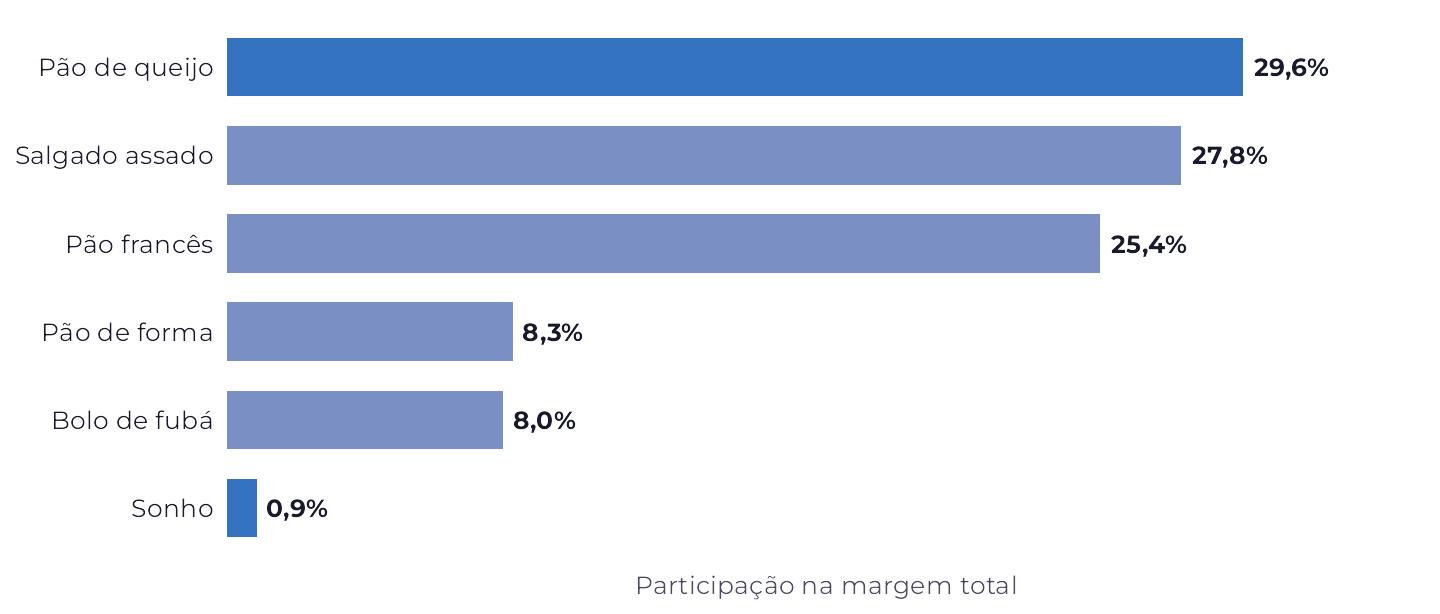 Pão de queijo 29,6%
Salgado assado 27,8%
Pão francês 25,4%
Pão de forma 8,3%
Bolo de fubá 8,0%
Sonho 0,9%
Participação na margem total